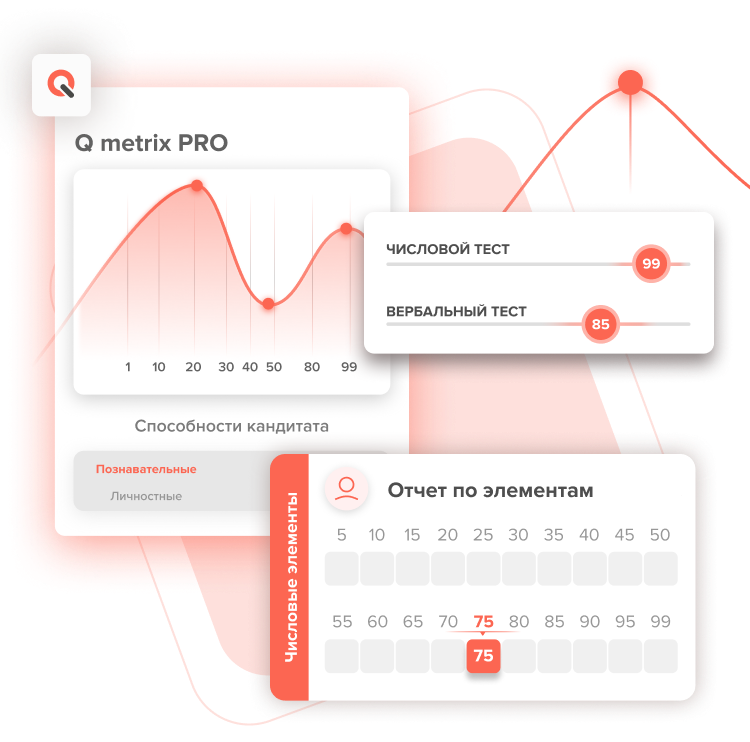 Q metrix PRO
1 10 20 30 40 50 80 99
ЧИСЛОВОЙ ТЕСТ
99
ВЕРБАЛЬНЫЙ ТЕСТ
85
Способности кандитата
Познавательные
Личностные
Числовые элементы
Отчет по элементам
5 10 15 20 25 30 35 40 45 50
55 60 65 70 75 80 85 90 95 99
75